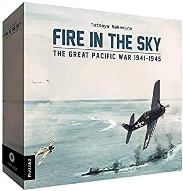 Tetsuya Nakamura
FIRE IN THE SKY
THE GREAT PACIFIC WAR 1941-1945